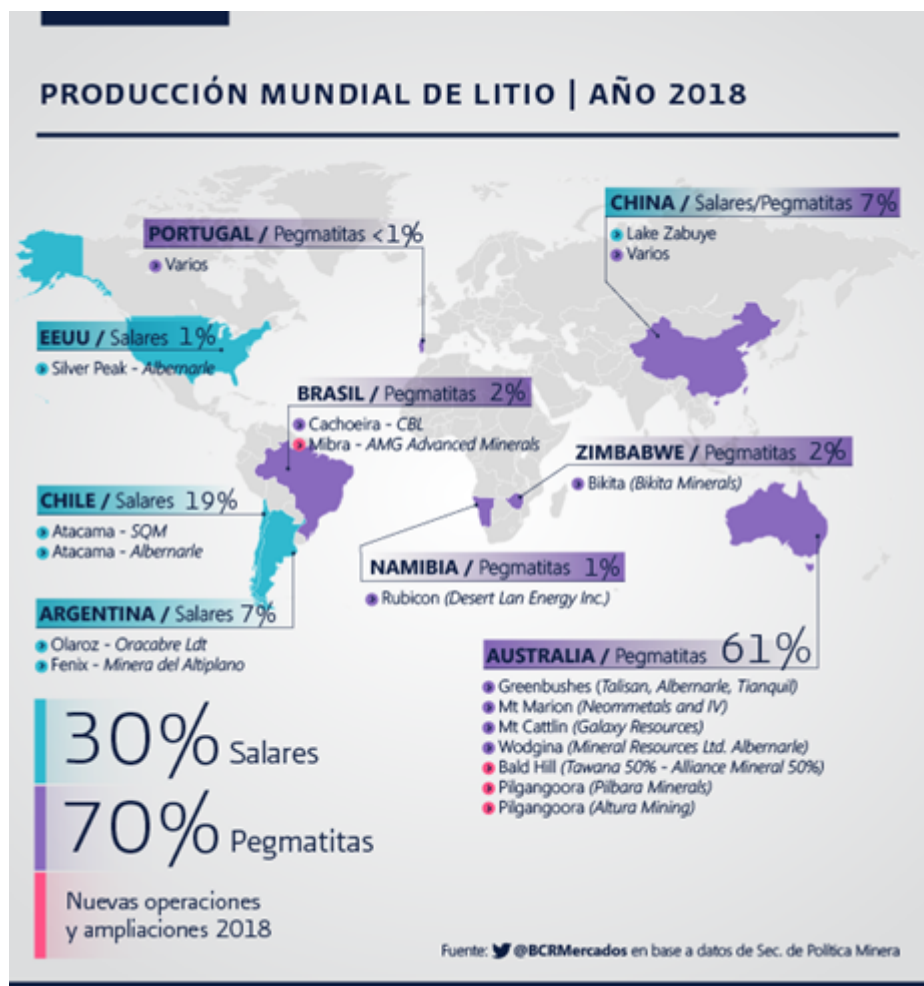 PRODUCCIÓN MUNDIAL DE LITIO | AÑO 2018
CHINA / Salares/Pegmatitas 7%
Lake Zabuye
Varios
PORTUGAL / Pegmatitas <1%
Varios
EEUU / Salares 1%
Silver Peak - Albernarle
BRASIL / Pegmatitas 2%
Cachoeira - CBL
Mibra - AMG Advanced Minerals
ZIMBABWE / Pegmatitas 2%
Bikita (Bikita Minerals)
CHILE / Salares 19%
Atacama - SQM
Atacama - Albernarle
NAMIBIA / Pegmatitas 1%
Rubicon (Desert Lan Energy Inc.)
ARGENTINA / Salares 7%
Olaroz - Oracabre Ldt
Fenix - Minera del Altiplano
AUSTRALIA / Pegmatitas 61%
Greenbushes (Talisan, Albernarle, Tianquil)
Mt Marion (Neommetals and IV)
Mt Cattlin (Galaxy Resources)
Wodgina (Mineral Resources Ltd. Albernarle)
Bald Hill (Tawana 50% - Alliance Mineral 50%)
Pilgangoora (Pilbara Minerals)
Pilgangoora (Altura Mining)
30% Salares
70% Pegmatitas
Nuevas operaciones
y ampliaciones 2018
Fuente: @BCRMercados en base a datos de Sec. de Política Minera